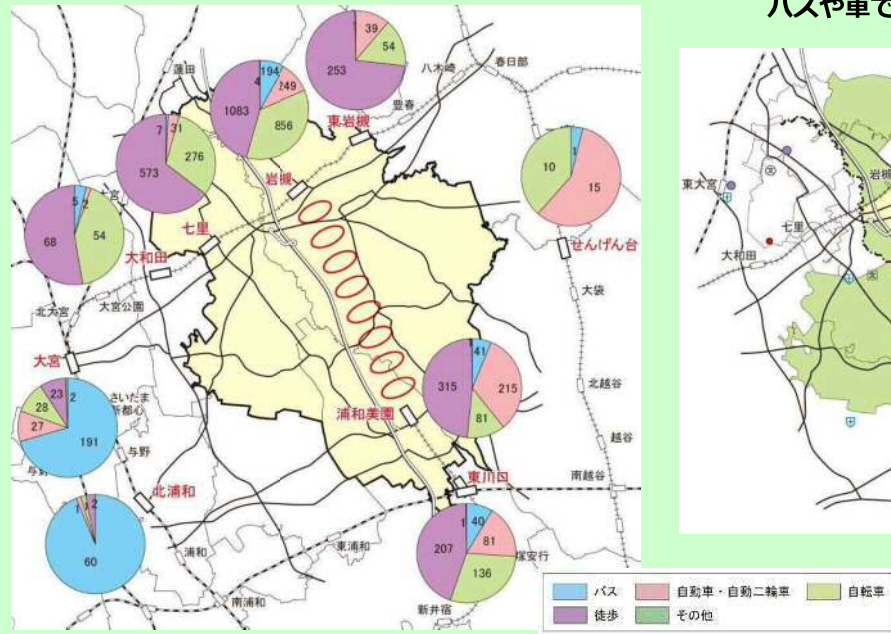 バスや車で
39
54
253
194
4
249
1083
856
7
31
276
573
5
2
68
54
1
10
15
41
215
315
81
2
23
28
27
191
2
1
60
1
40
81
207
136
蓮田
八木崎
春日部
豊春
東岩槻
岩槻
七里
大和田
せんげん台
大袋
北大宮
大宮公園
大宮
さいたま
新都心
北越谷
浦和美園
越谷
与野
与野
北浦和
東川口
南越谷
浦和
東浦和
南浦和
新井宿
塚安行
岩槻
東大宮
七里
大和田
バス
自動車・自動二輪車
自転車
徒歩
その他